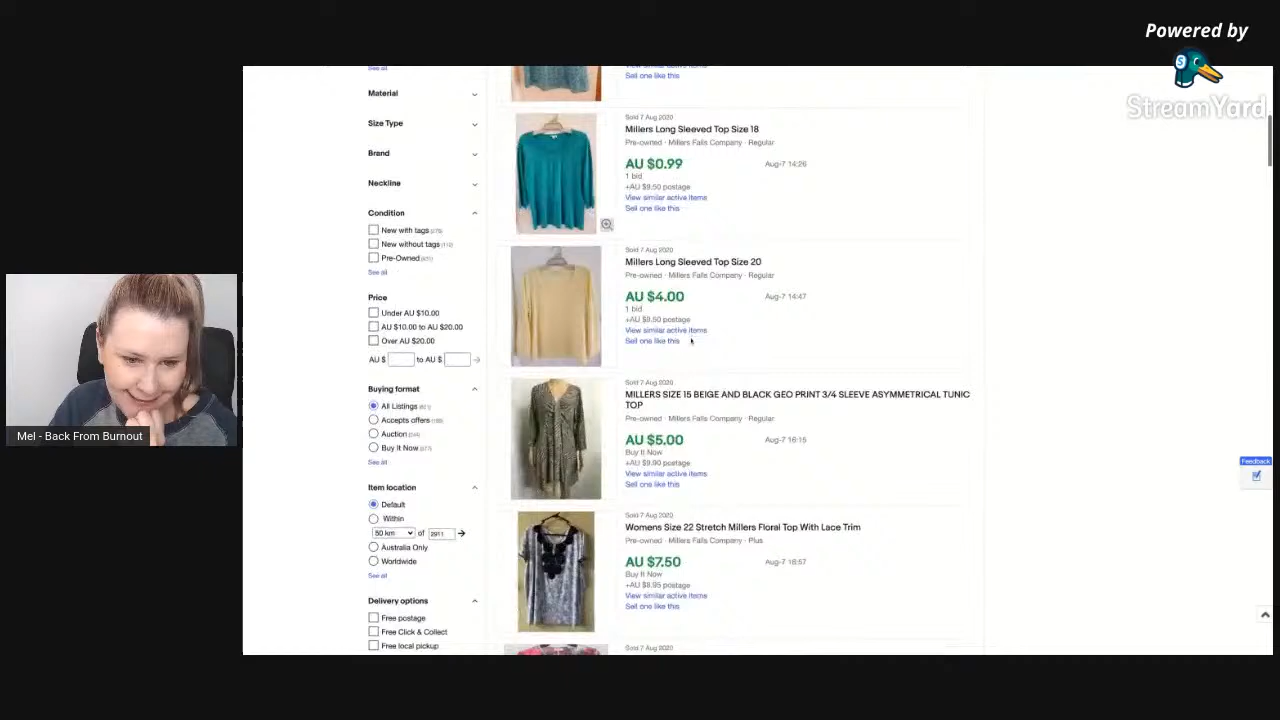 Powered by
StreamYard
See all
Material
Size Type
Brand
Neckline
Condition
New with tags
New without tags
Pre-Owned
See all
Price
Under AU $10.00
AU $10.00 to AU $20.00
Over AU $20.00
AU $ to AU $
Buying format
All Listings
Accepts offers
Auction
Buy It Now
See all
Item location
Default
Within
50 km of 2911
Australia Only
Worldwide
See all
Delivery options
Free postage
Free Click & Collect
Free local pickup
Sell one like this
Sold 7 Aug 2020
Millers Long Sleeved Top Size 18
Pre-owned · Millers Falls Company · Regular
AU $0.99 Aug-7 14:26
1 bid
+AU $9.50 postage
View similar active items
Sell one like this
Sold 7 Aug 2020
Millers Long Sleeved Top Size 20
Pre-owned · Millers Falls Company · Regular
AU $4.00 Aug-7 14:47
1 bid
+AU $9.50 postage
View similar active items
Sell one like this
Sold 7 Aug 2020
MILLERS SIZE 15 BEIGE AND BLACK GEO PRINT 3/4 SLEEVE ASYMMETRICAL TUNIC
TOP
Pre-owned · Millers Falls Company · Regular
AU $5.00 Aug-7 16:15
Buy It Now
+AU $9.90 postage
View similar active items
Sell one like this
Sold 7 Aug 2020
Womens Size 22 Stretch Millers Floral Top With Lace Trim
Pre-owned · Millers Falls Company · Plus
AU $7.50 Aug-7 16:57
Buy It Now
+AU $8.95 postage
View similar active items
Sell one like this
Sold 7 Aug 2020
Feedback
Mel - Back From Burnout